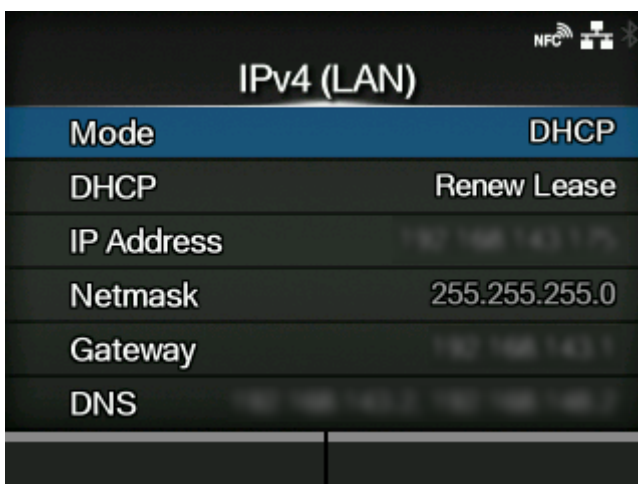 NFC
IPv4 (LAN)
Mode DHCP
DHCP Renew Lease
IP Address
Netmask 255.255.255.0
Gateway
DNS